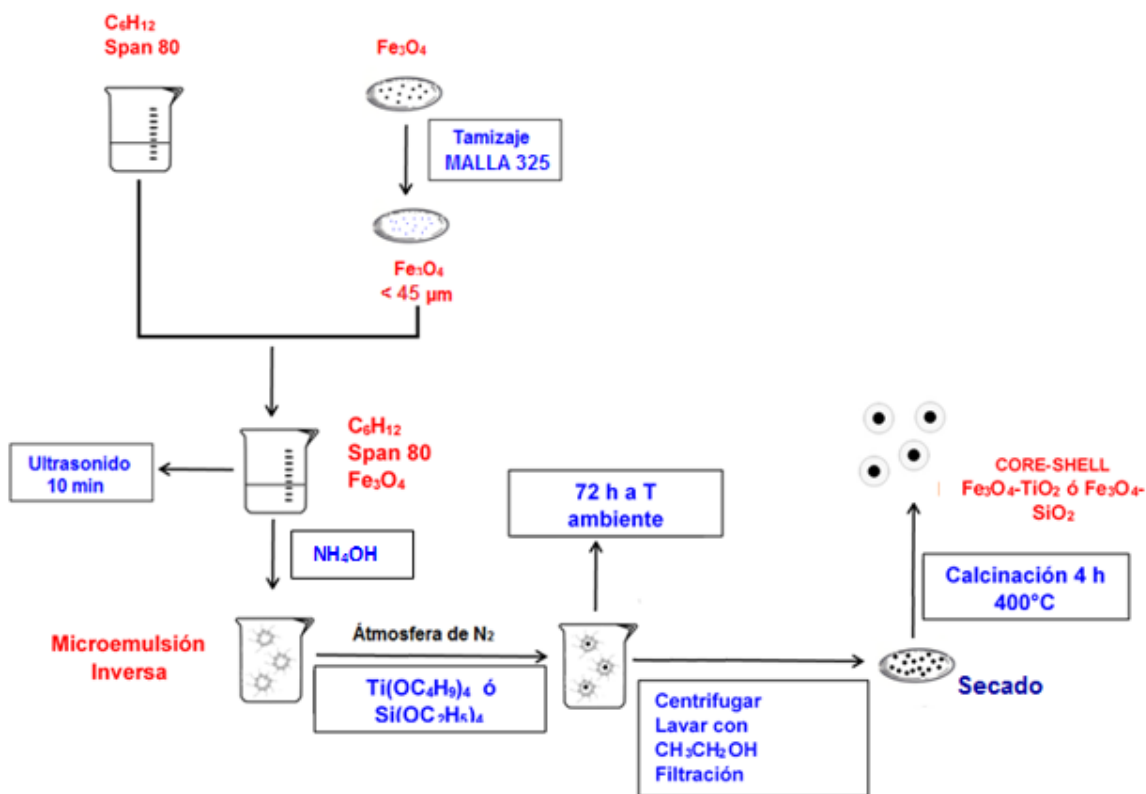 C₆H₁₂
Span 80
Fe₃O₄
Tamizaje
MALLA 325
Fe₃O₄
< 45 µm
C₆H₁₂
Span 80
Fe₃O₄
Ultrasonido
10 min
NH₄OH
72 h a T
ambiente
CORE-SHELL
Fe₃O₄-TiO₂ ó Fe₃O₄-
SiO₂
Calcinación 4 h
400°C
Microemulsión
Inversa
Átmosfera de N₂
Ti(OC₄H₉)₄ ó
Si(OC₂H₅)₄
Centrifugar
Lavar con
CH₃CH₂OH
Filtración
Secado